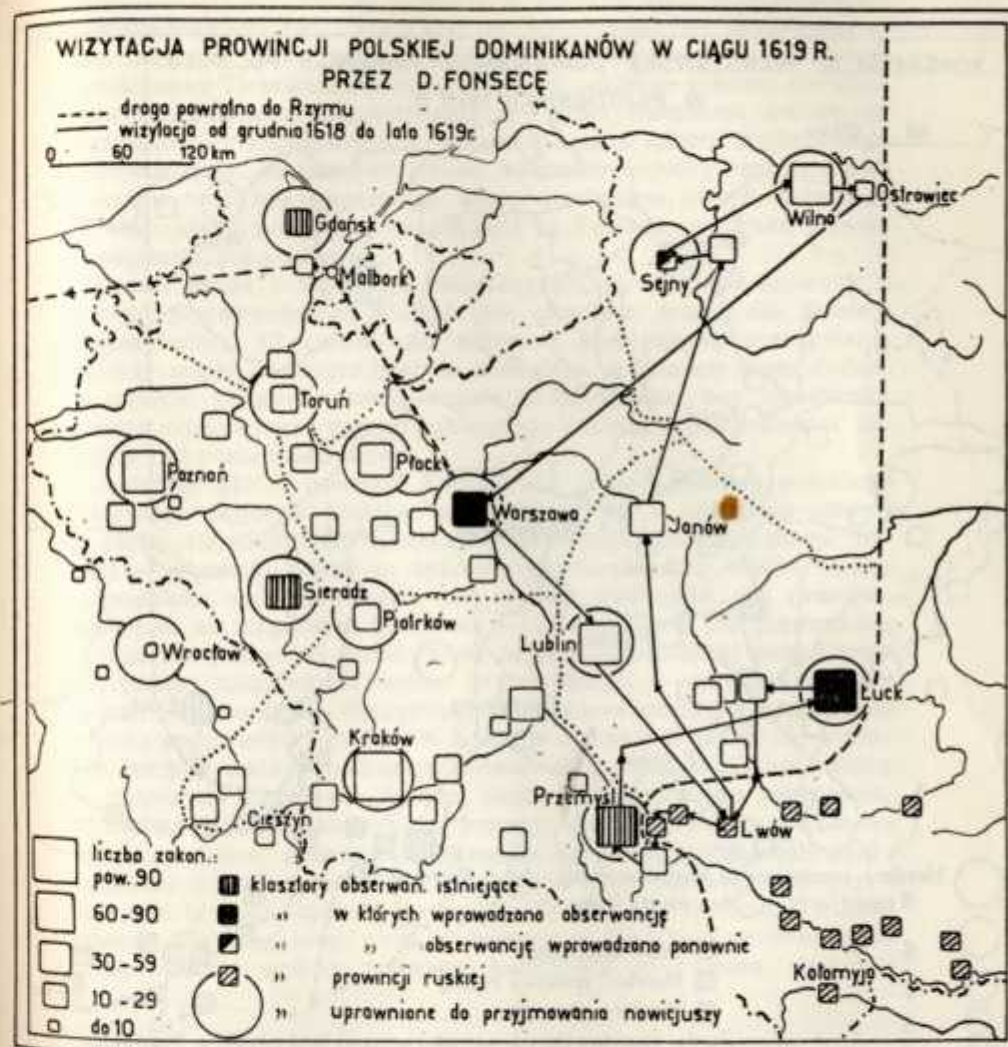 WIZYTACJA PROWINCJI POLSKIEJ DOMINIKANÓW W CIĄGU 1619 R.
PRZEZ D. FONSECĘ
droga powrotna do Rzymu
wizytacja od grudnia 1618 do lata 1619r.
0 60 120 km
Gdańsk
Malbork
Wilno
Ostrowiec
Sejny
Toruń
Poznań
Płock
Warszawa
Janów
Sieradz
Piotrków
Wrocław
Lublin
Łuck
Kraków
Przemyśl
Lwów
Cieszyn
Kołomyja
liczba zakon.:
pow. 90
60-90
30-59
10-29
do 10
klasztory obserwan. istniejące
" w których wprowadzono obserwancję
" " obserwancję wprowadzono ponownie
" prowincji ruskiej
" uprawnione do przyjmowania nowicjuszy